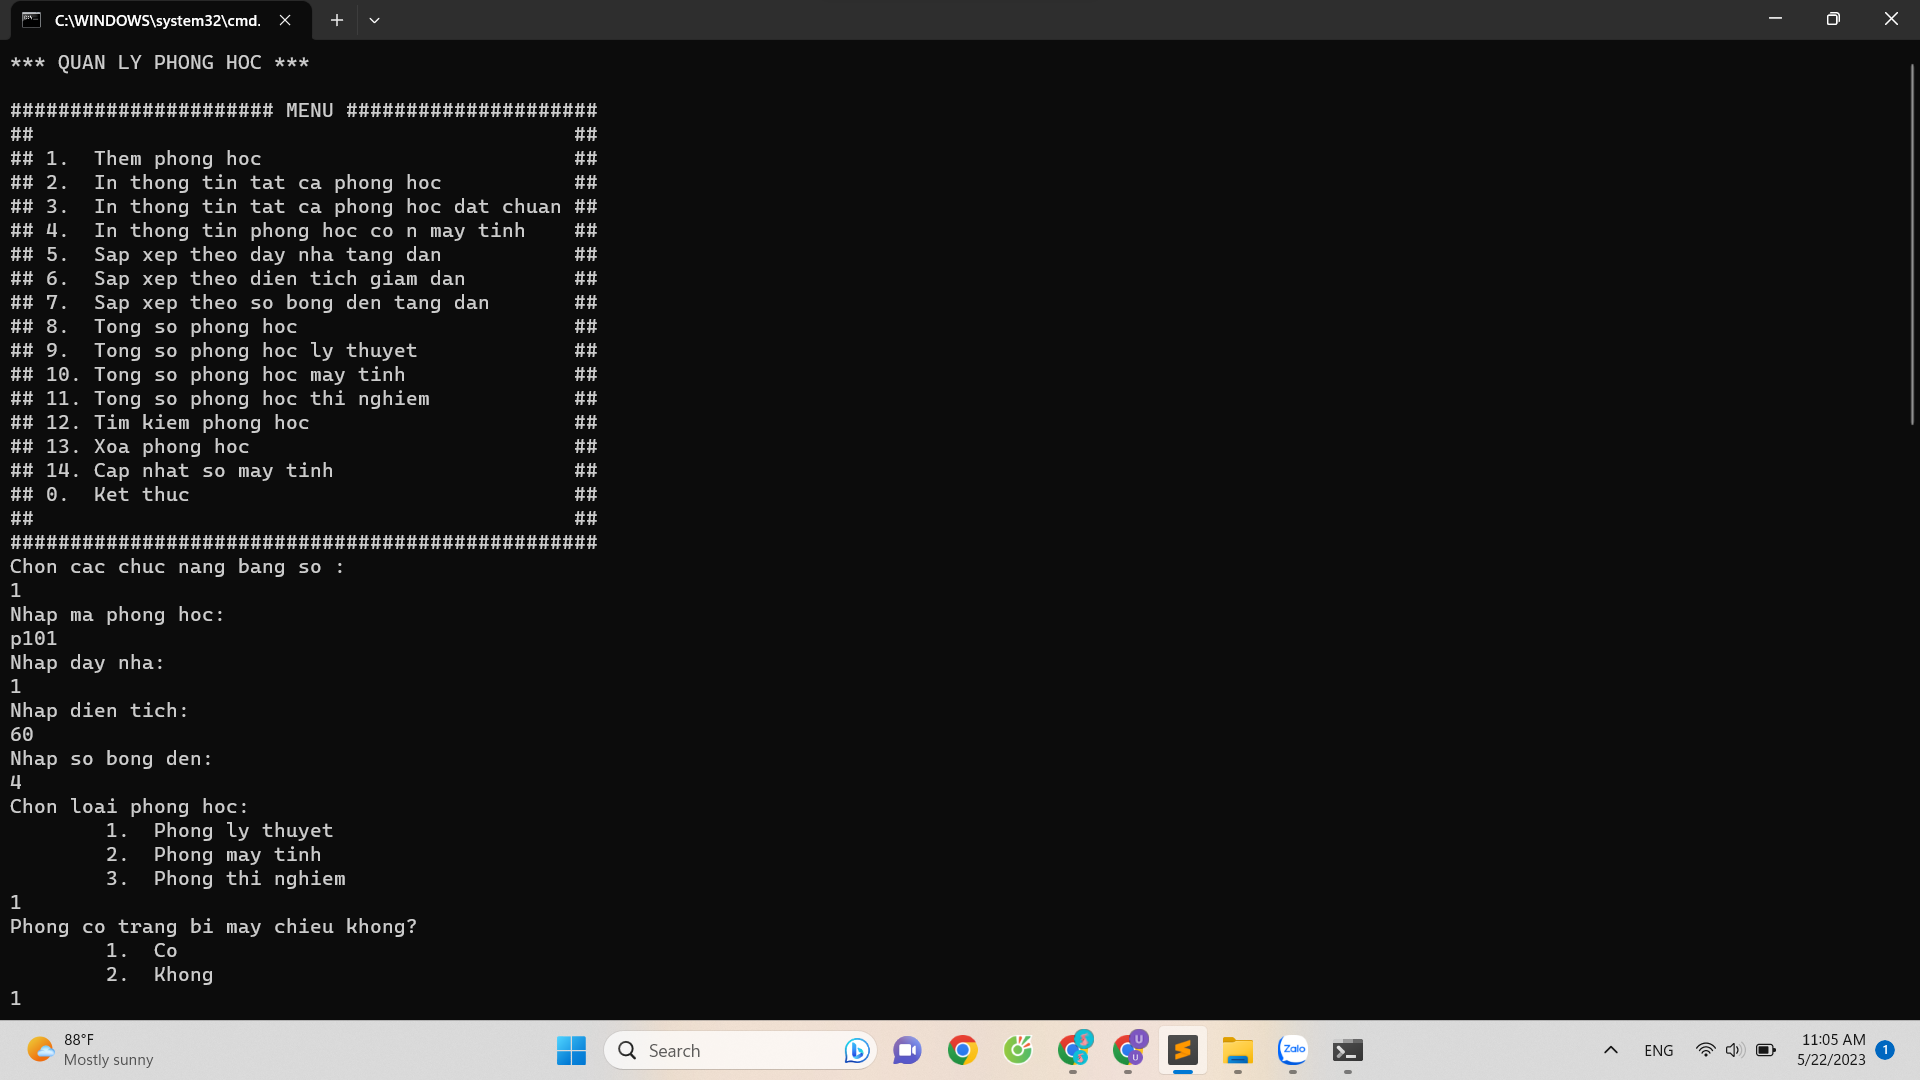 C:\WINDOWS\system32\cmd.
*** QUAN LY PHONG HOC ***
###################### MENU #####################
## ##
## 1. Them phong hoc ##
## 2. In thong tin tat ca phong hoc ##
## 3. In thong tin tat ca phong hoc dat chuan ##
## 4. In thong tin phong hoc co n may tinh ##
## 5. Sap xep theo day nha tang dan ##
## 6. Sap xep theo dien tich giam dan ##
## 7. Sap xep theo so bong den tang dan ##
## 8. Tong so phong hoc ##
## 9. Tong so phong hoc ly thuyet ##
## 10. Tong so phong hoc may tinh ##
## 11. Tong so phong hoc thi nghiem ##
## 12. Tim kiem phong hoc ##
## 13. Xoa phong hoc ##
## 14. Cap nhat so may tinh ##
## 0. Ket thuc ##
## ##
#################################################
Chon cac chuc nang bang so :
1
Nhap ma phong hoc:
p101
Nhap day nha:
1
Nhap dien tich:
60
Nhap so bong den:
4
Chon loai phong hoc:
1. Phong ly thuyet
2. Phong may tinh
3. Phong thi nghiem
1
Phong co trang bi may chieu khong?
1. Co
2. Khong
1
88°F
Mostly sunny
Search
U
U
Zalo
ENG
11:05 AM
5/22/2023
1